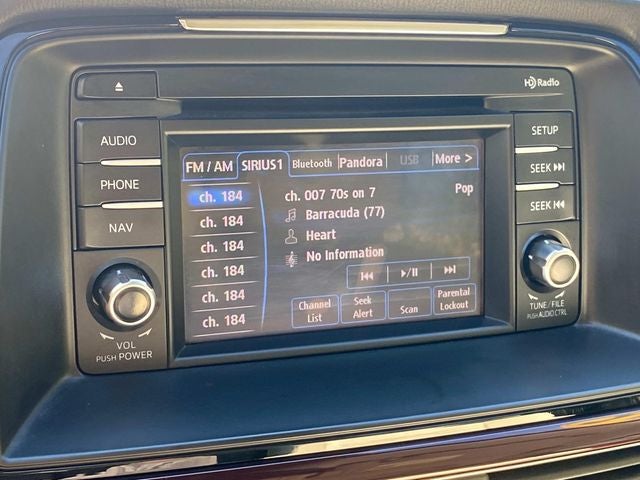 HD Radio
AUDIO
PHONE
NAV
VOL
PUSH POWER
FM / AM SIRIUS1 Bluetooth Pandora USB More >
ch. 184
ch. 184
ch. 184
ch. 184
ch. 184
ch. 184
ch. 007 70s on 7
Pop
Barracuda (77)
Heart
No Information
Channel List
Seek Alert
Scan
Parental Lockout
SETUP
SEEK
SEEK
TUNE / FILE
PUSH AUDIO CTRL